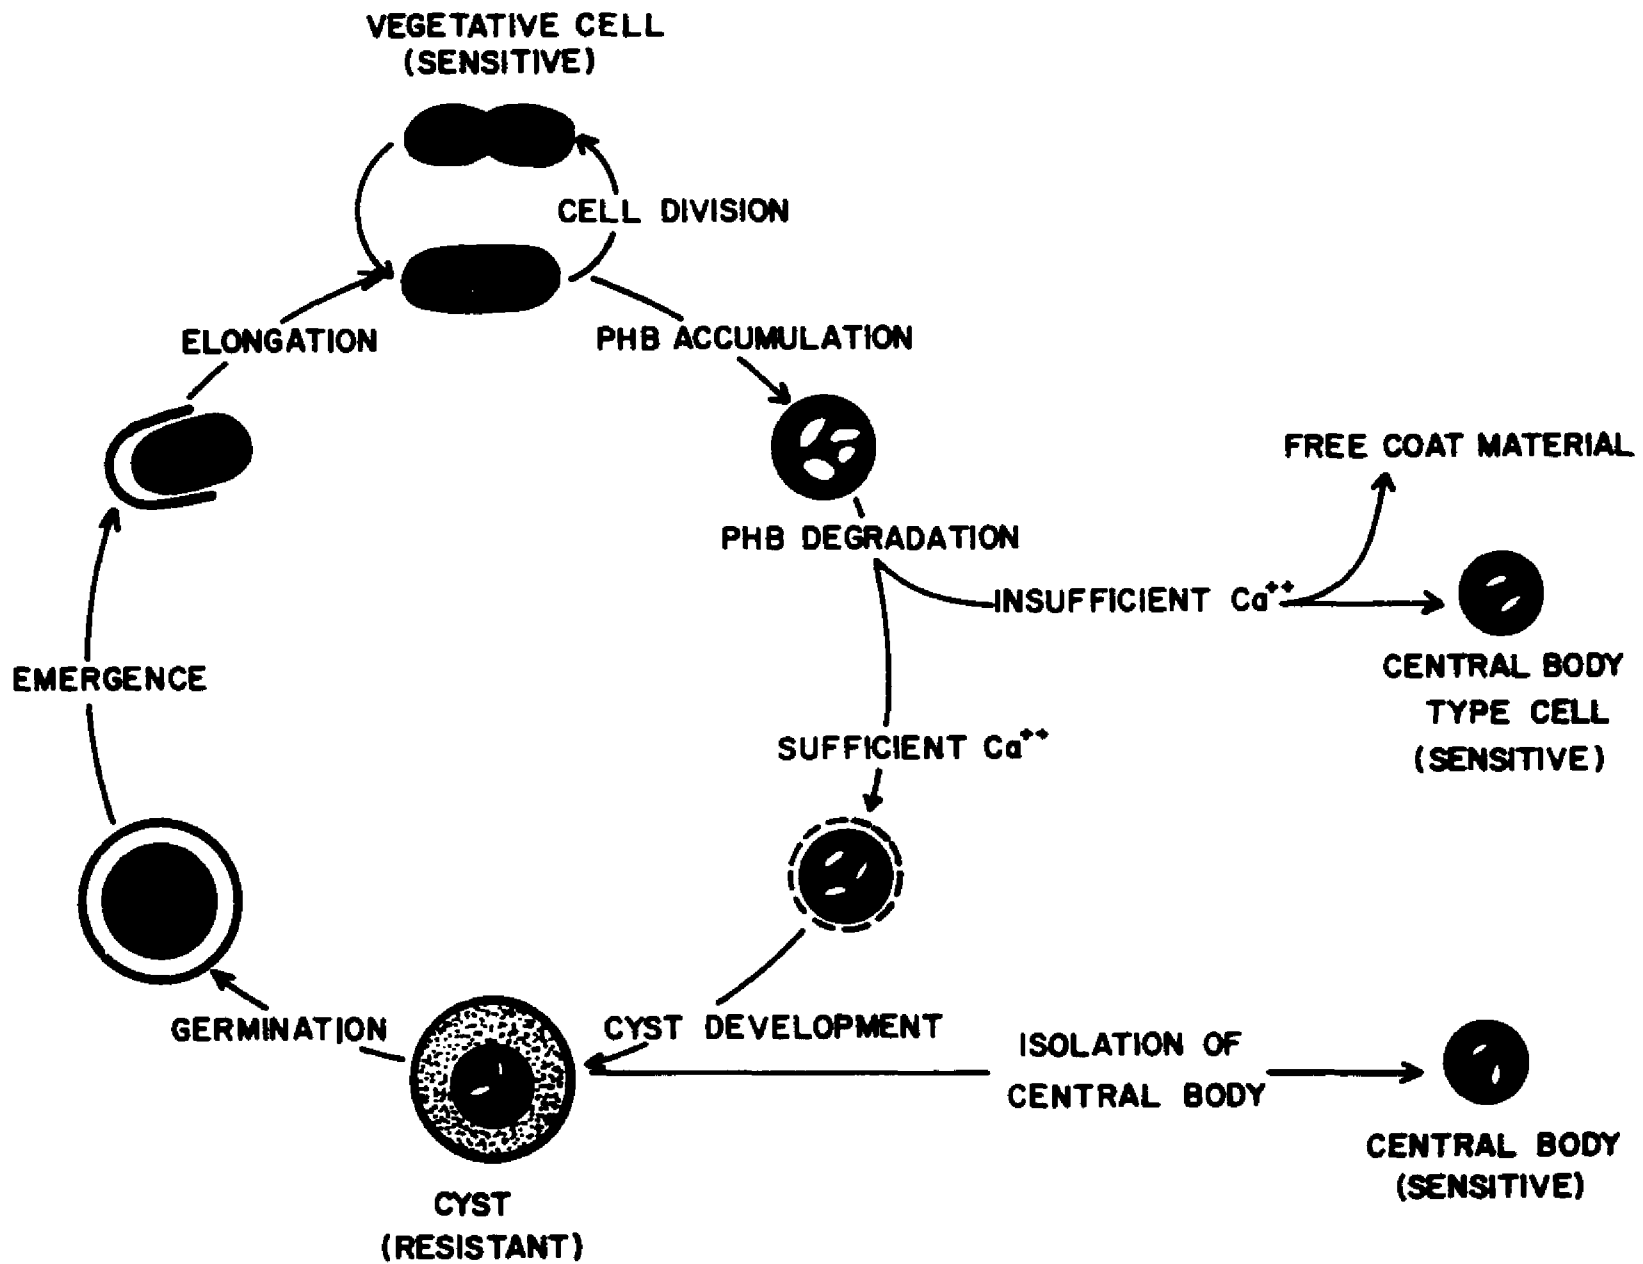 VEGETATIVE CELL
(SENSITIVE)
CELL DIVISION
ELONGATION
PHB ACCUMULATION
FREE COAT MATERIAL
PHB DEGRADATION
INSUFFICIENT Ca++
CENTRAL BODY
TYPE CELL
(SENSITIVE)
EMERGENCE
SUFFICIENT Ca++
GERMINATION
CYST DEVELOPMENT
ISOLATION OF
CENTRAL BODY
CENTRAL BODY
(SENSITIVE)
CYST
(RESISTANT)